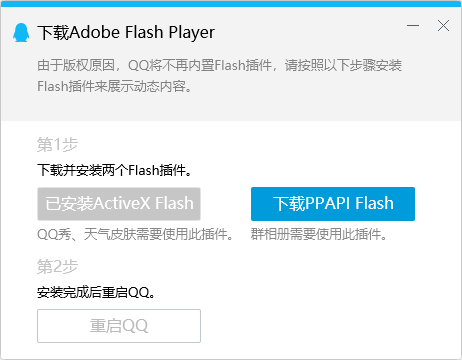 下载Adobe Flash Player
由于版权原因，QQ将不再内置Flash插件，请按照以下步骤安装
Flash插件来展示动态内容。
第1步
下载并安装两个Flash插件。
已安装ActiveX Flash
下载PPAPI Flash
QQ秀、天气皮肤需要使用此插件。
群相册需要使用此插件。
第2步
安装完成后重启QQ。
重启QQ